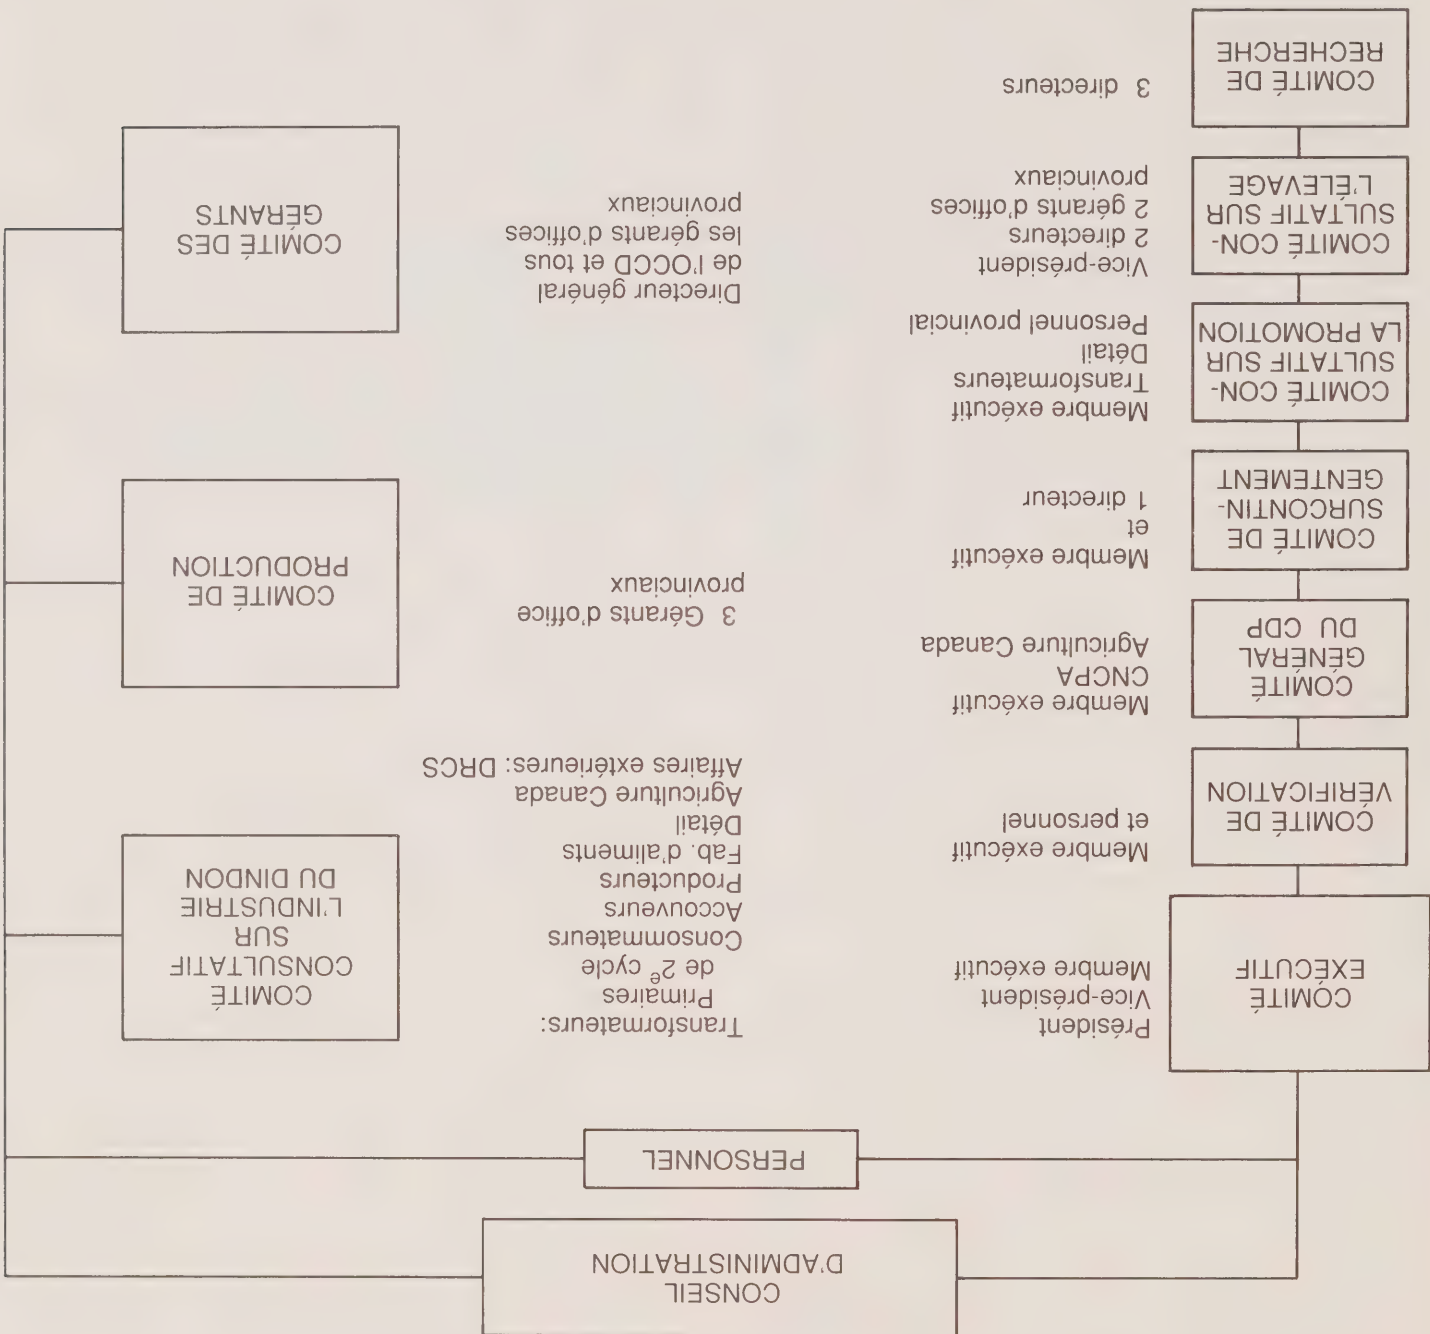 CONSEIL
D'ADMINISTRATION
PERSONNEL
COMITÉ
EXÉCUTIF
Président
Vice-président
Membre exécutif
COMITÉ DE
VÉRIFICATION
Membre exécutif
et personnel
COMITÉ
GÉNÉRAL
DU CDP
Membre exécutif
CNCPA
Agriculture Canada
COMITÉ DE
SURCONTIN-
GENTEMENT
Membre exécutif
et
1 directeur
COMITÉ CON-
SULTATIF SUR
LA PROMOTION
Membre exécutif
Transformateurs
Détail
Personnel provincial
COMITÉ CON-
SULTATIF SUR
L'ÉLEVAGE
Vice-président
2 directeurs
2 gérants d'offices
provinciaux
COMITÉ DE
RECHERCHE
3 directeurs
Transformateurs:
Primaires
de 2e cycle
Consommateurs
Accouveurs
Producteurs
Fab. d'aliments
Détail
Agriculture Canada
Affaires extérieures: DRCS
COMITÉ
CONSULTATIF
SUR
L'INDUSTRIE
DU DINDON
3 Gérants d'office
provinciaux
COMITÉ DE
PRODUCTION
Directeur général
de l'OCCD et tous
les gérants d'offices
provinciaux
COMITÉ DES
GÉRANTS